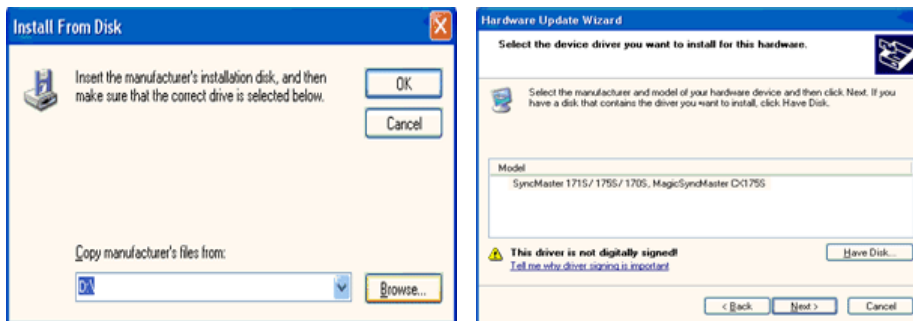 Install From Disk
Insert the manufacturer's installation disk, and then
make sure that the correct drive is selected below.
OK
Cancel
Copy manufacturer's files from:
D:\
Browse...
Hardware Update Wizard
Select the device driver you want to install for this hardware.
Select the manufacturer and model of your hardware device and then click Next. If you
have a disk that contains the driver you want to install, click Have Disk.
Model
SyncMaster 171S/ 175S/ 170S, MagicSyncMaster CX175S
This driver is not digitally signed!
Tell me why driver signing is important
Have Disk...
< Back
Next >
Cancel